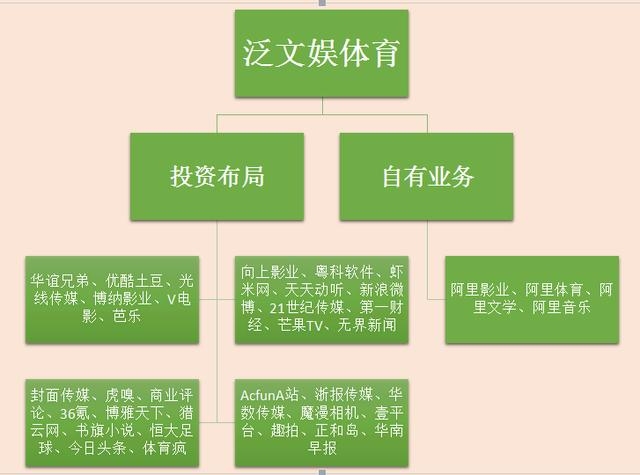 泛文娱体育
投资布局
自有业务
华谊兄弟、优酷土豆、光
线传媒、博纳影业、V电
影、芭乐
向上影业、粤科软件、虾
米网、天天动听、新浪微
博、21世纪传媒、第一财
经、芒果TV、无界新闻
阿里影业、阿里体育、阿
里文学、阿里音乐
封面传媒、虎嗅、商业评
论、36氪、博雅天下、猎
云网、书旗小说、恒大足
球、今日头条、体育疯
AcfunA站、浙报传媒、华
数传媒、魔漫相机、壹平
台、趣拍、正和岛、华南
早报